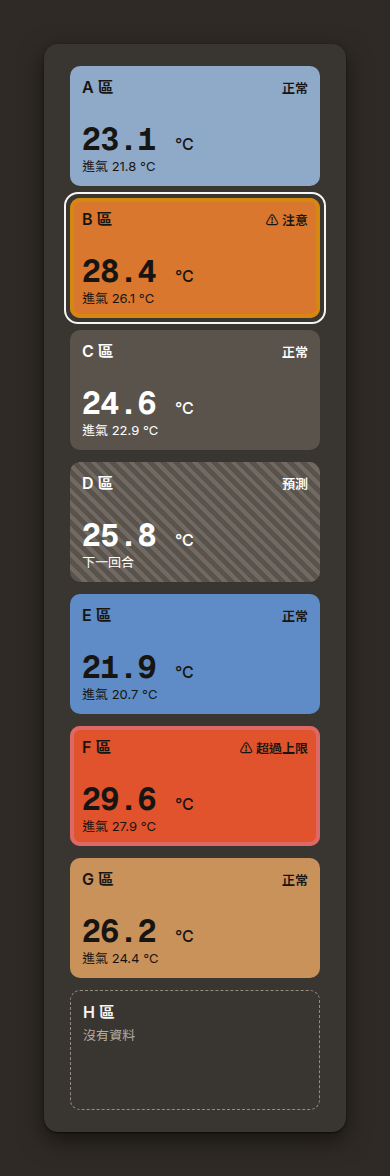 A 區 正常
23.1 °C
進氣 21.8 °C
B 區 ⚠ 注意
28.4 °C
進氣 26.1 °C
C 區 正常
24.6 °C
進氣 22.9 °C
D 區 預測
25.8 °C
下一回合
E 區 正常
21.9 °C
進氣 20.7 °C
F 區 ⚠ 超過上限
29.6 °C
進氣 27.9 °C
G 區 正常
26.2 °C
進氣 24.4 °C
H 區
沒有資料